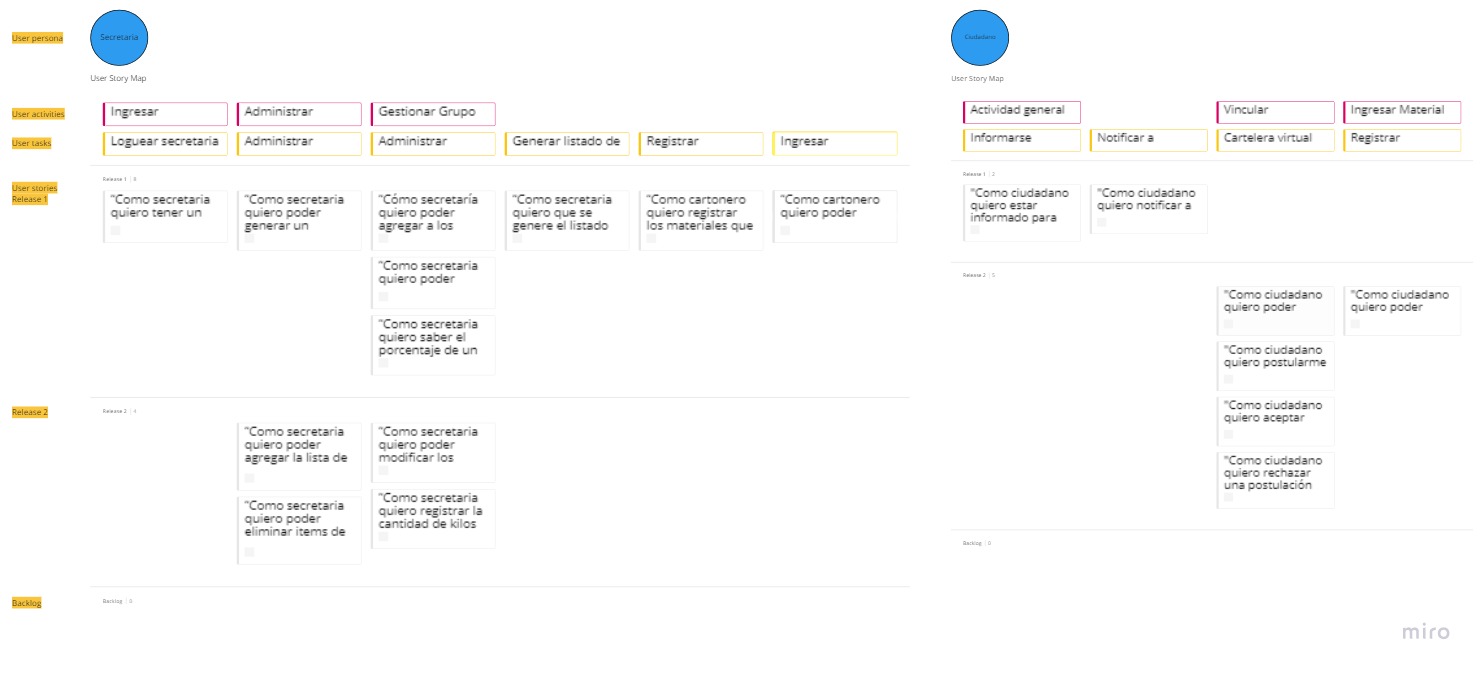 User persona
Secretaria
User Story Map
User activities
Ingresar
Administrar
Gestionar Grupo
User tasks
Loguear secretaria
Administrar
Administrar
Generar listado de
Registrar
Ingresar
User stories
Release 1
Release 1 | 8
"Como secretaria
quiero tener un
"Como secretaria
quiero poder
generar un
"Cómo secretaría
quiero poder
agregar a los
"Como secretaria
quiero que se
genere el listado
"Como cartonero
quiero registrar
los materiales que
"Como cartonero
quiero poder
"Como secretaria
quiero poder
"Como secretaria
quiero saber el
porcentaje de un
Release 2
Release 2 | 4
"Como secretaria
quiero poder
agregar la lista de
"Como secretaria
quiero poder
modificar los
"Como secretaria
quiero poder
eliminar items de
"Como secretaria
quiero registrar la
cantidad de kilos
Backlog
Backlog | 0
Ciudadano
User Story Map
Actividad general
Vincular
Ingresar Material
Informarse
Notificar a
Cartelera virtual
Registrar
Release 1 | 2
"Como ciudadano
quiero estar
informado para
"Como ciudadano
quiero notificar a
Release 2 | 5
"Como ciudadano
quiero poder
"Como ciudadano
quiero poder
"Como ciudadano
quiero postularme
"Como ciudadano
quiero aceptar
"Como ciudadano
quiero rechazar
una postulación
Backlog | 0
miro